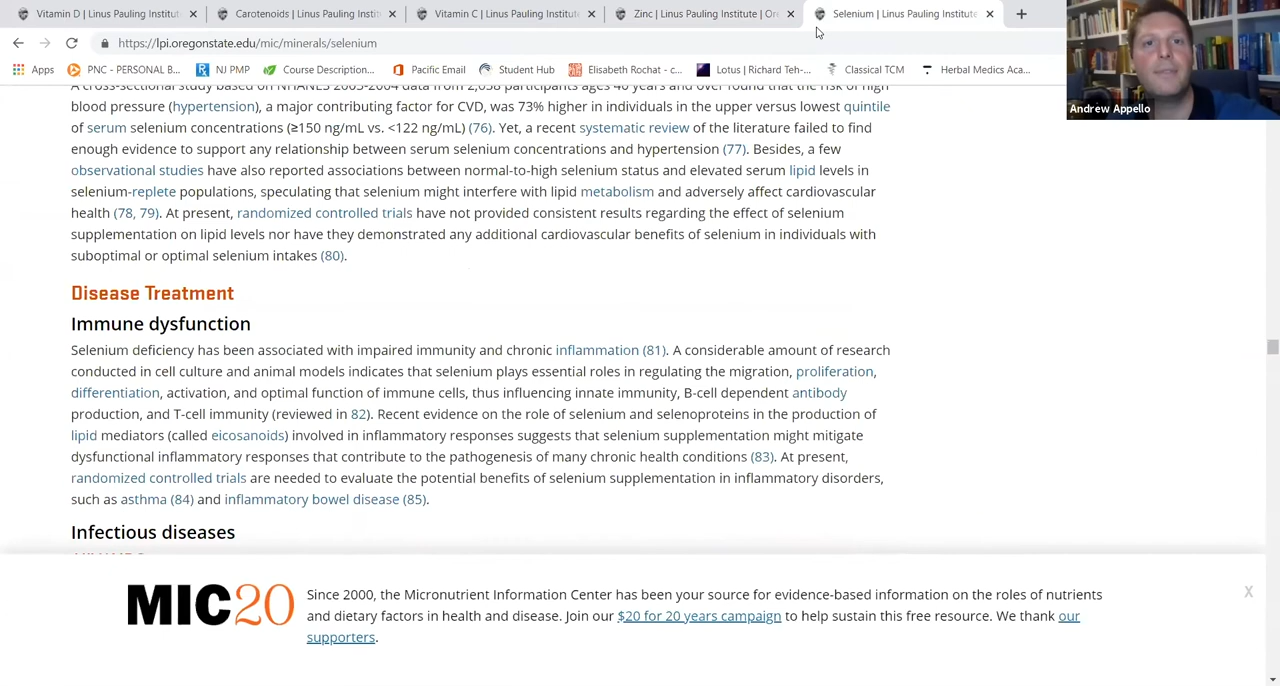 Vitamin D | Linus Pauling Institut
Carotenoids | Linus Pauling Instit
Vitamin C | Linus Pauling Institute
Zinc | Linus Pauling Institute | Ore
Selenium | Linus Pauling Institute
https://lpi.oregonstate.edu/mic/minerals/selenium
Apps
PNC - PERSONAL B...
NJ PMP
Course Description...
Pacific Email
Student Hub
Elisabeth Rochat - c...
Lotus | Richard Teh-...
Classical TCM
Herbal Medics Aca...
Andrew Appello
A cross-sectional study based on NHANES 2003-2004 data from 2,638 participants ages 40 years and over found that the risk of high
blood pressure (hypertension), a major contributing factor for CVD, was 73% higher in individuals in the upper versus lowest quintile
of serum selenium concentrations (≥150 ng/mL vs. <122 ng/mL) (76). Yet, a recent systematic review of the literature failed to find
enough evidence to support any relationship between serum selenium concentrations and hypertension (77). Besides, a few
observational studies have also reported associations between normal-to-high selenium status and elevated serum lipid levels in
selenium-replete populations, speculating that selenium might interfere with lipid metabolism and adversely affect cardiovascular
health (78, 79). At present, randomized controlled trials have not provided consistent results regarding the effect of selenium
supplementation on lipid levels nor have they demonstrated any additional cardiovascular benefits of selenium in individuals with
suboptimal or optimal selenium intakes (80).
Disease Treatment
Immune dysfunction
Selenium deficiency has been associated with impaired immunity and chronic inflammation (81). A considerable amount of research
conducted in cell culture and animal models indicates that selenium plays essential roles in regulating the migration, proliferation,
differentiation, activation, and optimal function of immune cells, thus influencing innate immunity, B-cell dependent antibody
production, and T-cell immunity (reviewed in 82). Recent evidence on the role of selenium and selenoproteins in the production of
lipid mediators (called eicosanoids) involved in inflammatory responses suggests that selenium supplementation might mitigate
dysfunctional inflammatory responses that contribute to the pathogenesis of many chronic health conditions (83). At present,
randomized controlled trials are needed to evaluate the potential benefits of selenium supplementation in inflammatory disorders,
such as asthma (84) and inflammatory bowel disease (85).
Infectious diseases
MIC20
Since 2000, the Micronutrient Information Center has been your source for evidence-based information on the roles of nutrients
and dietary factors in health and disease. Join our $20 for 20 years campaign to help sustain this free resource. We thank our
supporters.
X